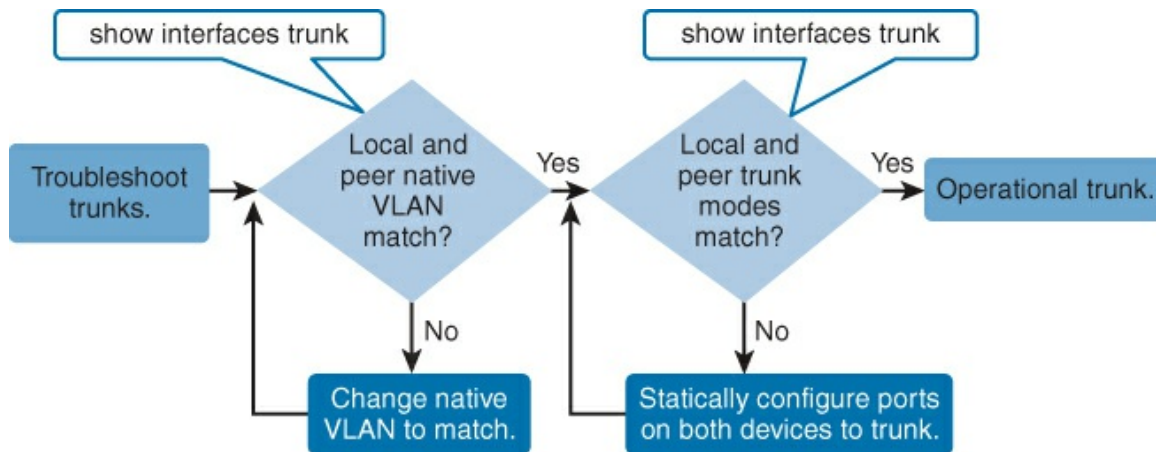 show interfaces trunk
show interfaces trunk
Troubleshoot
trunks.
Local and
peer native
VLAN
match?
Yes
Local and
peer trunk
modes
match?
Yes
Operational trunk.
No
No
Change native
VLAN to match.
Statically configure ports
on both devices to trunk.